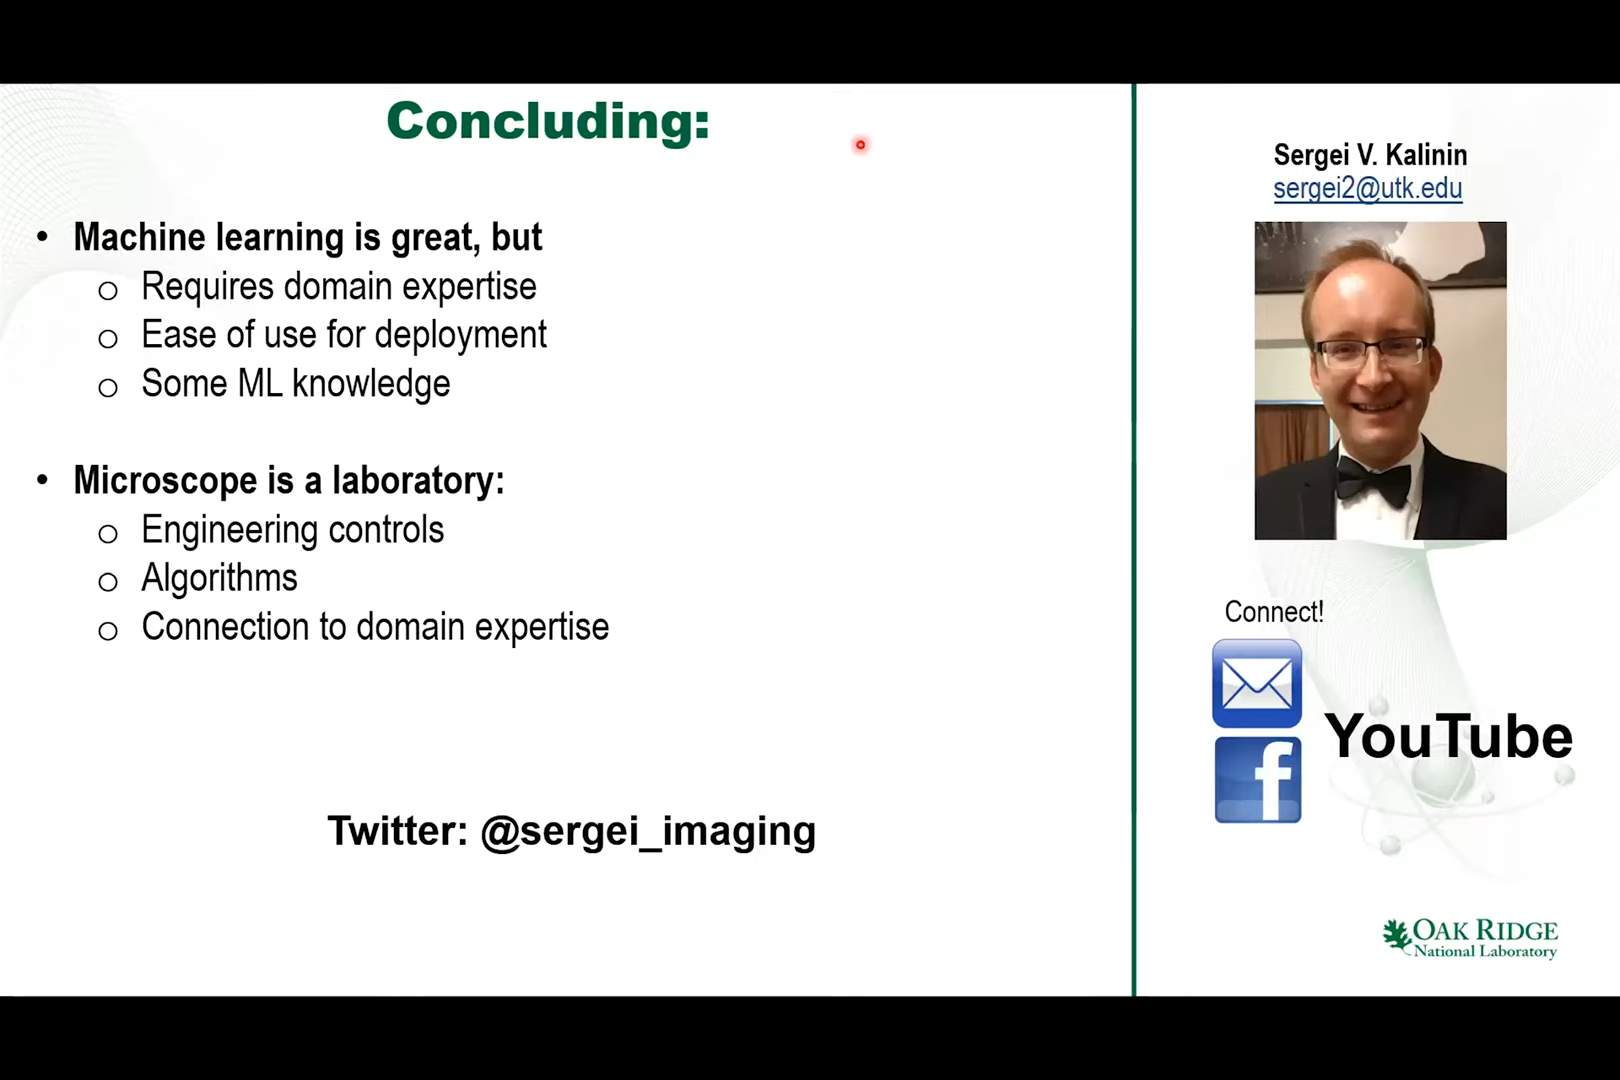 Concluding:
• Machine learning is great, but
o Requires domain expertise
o Ease of use for deployment
o Some ML knowledge
• Microscope is a laboratory:
o Engineering controls
o Algorithms
o Connection to domain expertise
Twitter: @sergei_imaging
Sergei V. Kalinin
sergei2@utk.edu
Connect!
YouTube
f
OAK RIDGE
National Laboratory